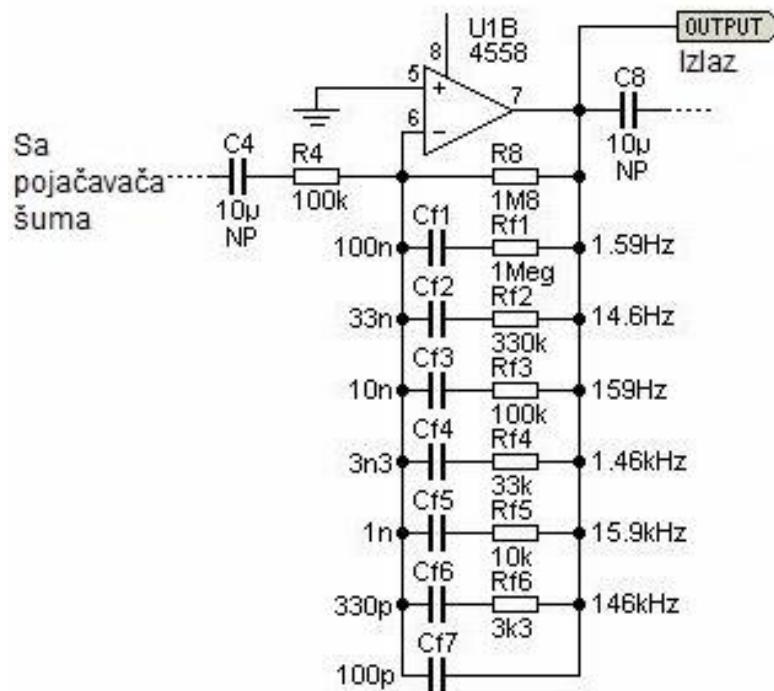 U1B
4558
8
5
6
7
OUTPUT
Izlaz
C8
10µ
NP
Sa
pojačavača
šuma
C4
10µ
NP
R4
100k
R8
1M8
100n
Cf1
Rf1
1Meg
1.59Hz
33n
Cf2
Rf2
330k
14.6Hz
10n
Cf3
Rf3
100k
159Hz
3n3
Cf4
Rf4
33k
1.46kHz
1n
Cf5
Rf5
10k
15.9kHz
330p
Cf6
Rf6
3k3
146kHz
100p
Cf7